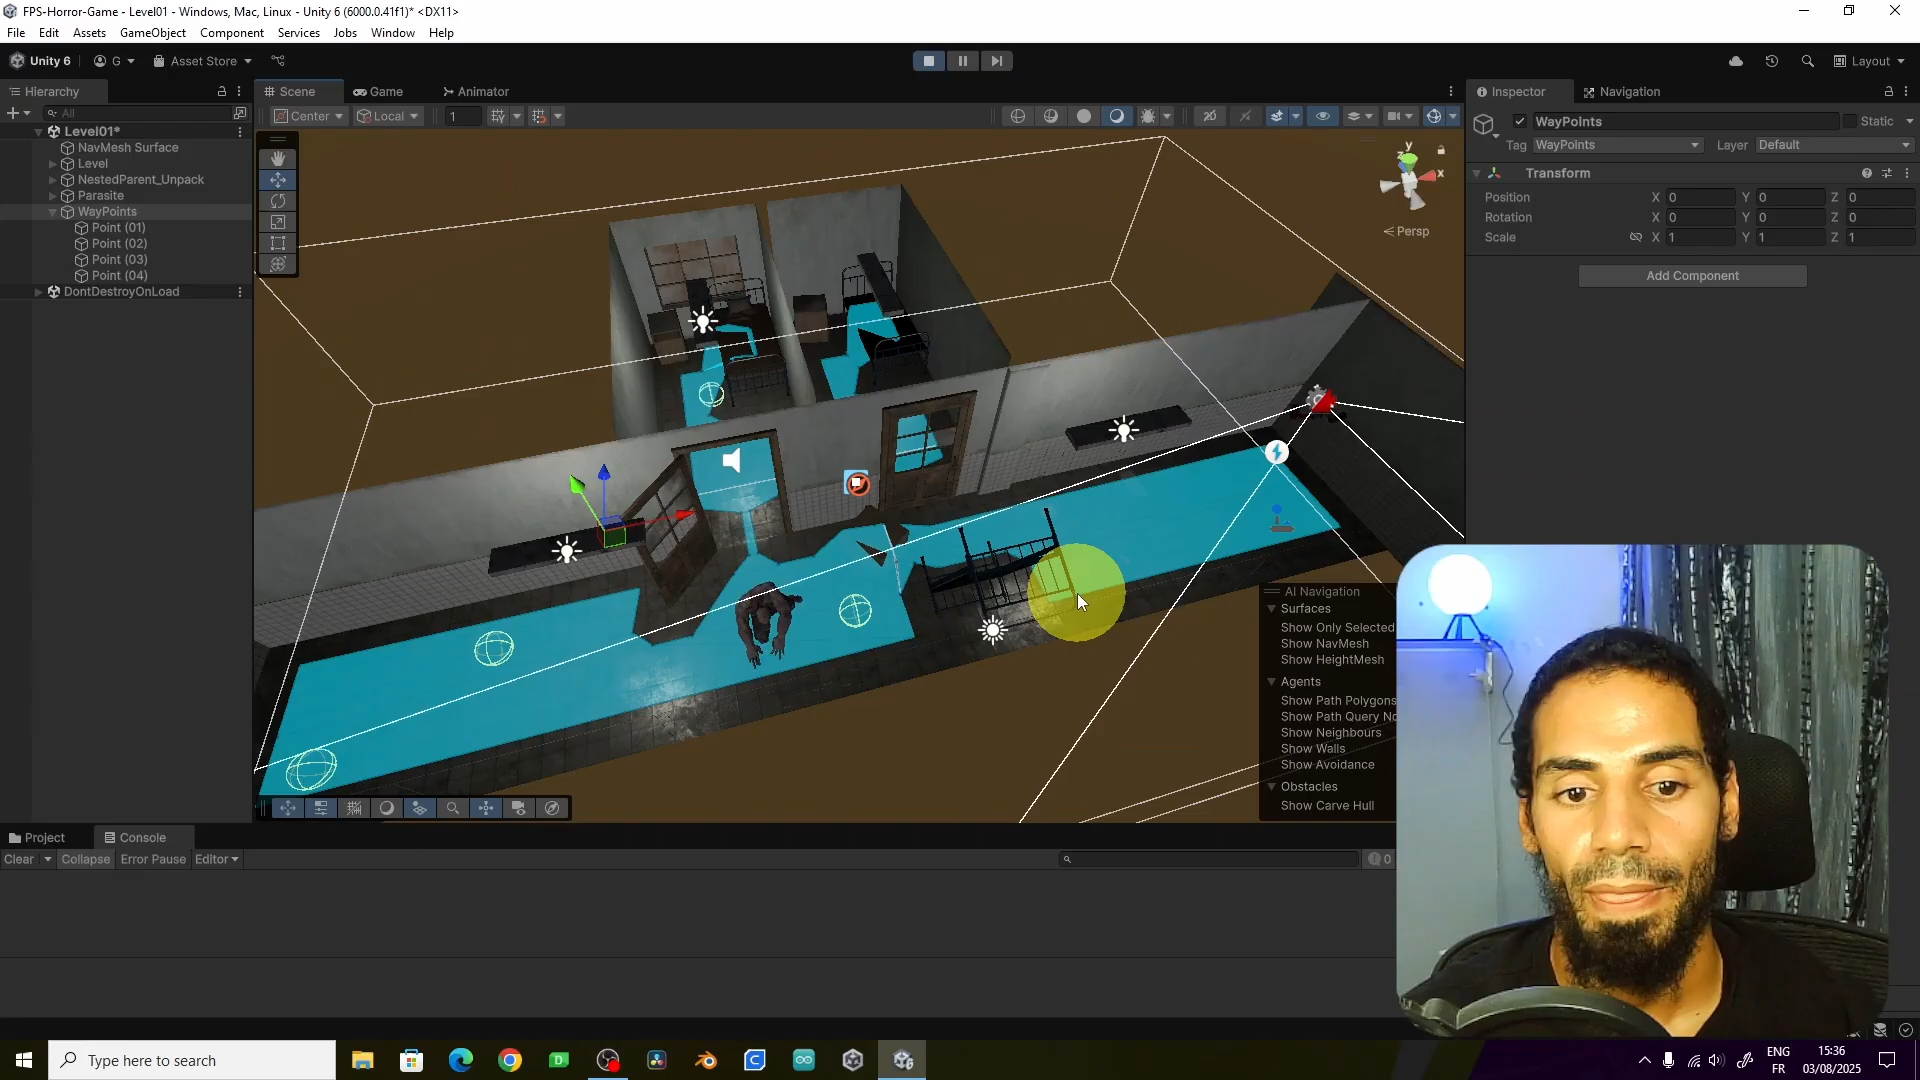 FPS-Horror-Game - Level01 - Windows, Mac, Linux - Unity 6 (6000.0.41f1)* <DX11>
File Edit Assets GameObject Component Services Jobs Window Help
Unity 6 G Asset Store Layout
Hierarchy
All
Level01*
NavMesh Surface
Level
NestedParent_Unpack
Parasite
WayPoints
Point (01)
Point (02)
Point (03)
Point (04)
DontDestroyOnLoad
Scene Game Animator
Center Local 1
y
z
x
Persp
AI Navigation
Surfaces
Show Only Selected
Show NavMesh
Show HeightMesh
Agents
Show Path Polygons
Show Path Query No
Show Neighbours
Show Walls
Show Avoidance
Obstacles
Show Carve Hull
Inspector Navigation
WayPoints Static
Tag WayPoints Layer Default
Transform
Position X 0 Y 0 Z 0
Rotation X 0 Y 0 Z 0
Scale X 1 Y 1 Z 1
Add Component
Project Console
Clear Collapse Error Pause Editor
0
Type here to search
ENG
FR
15:36
03/08/2025